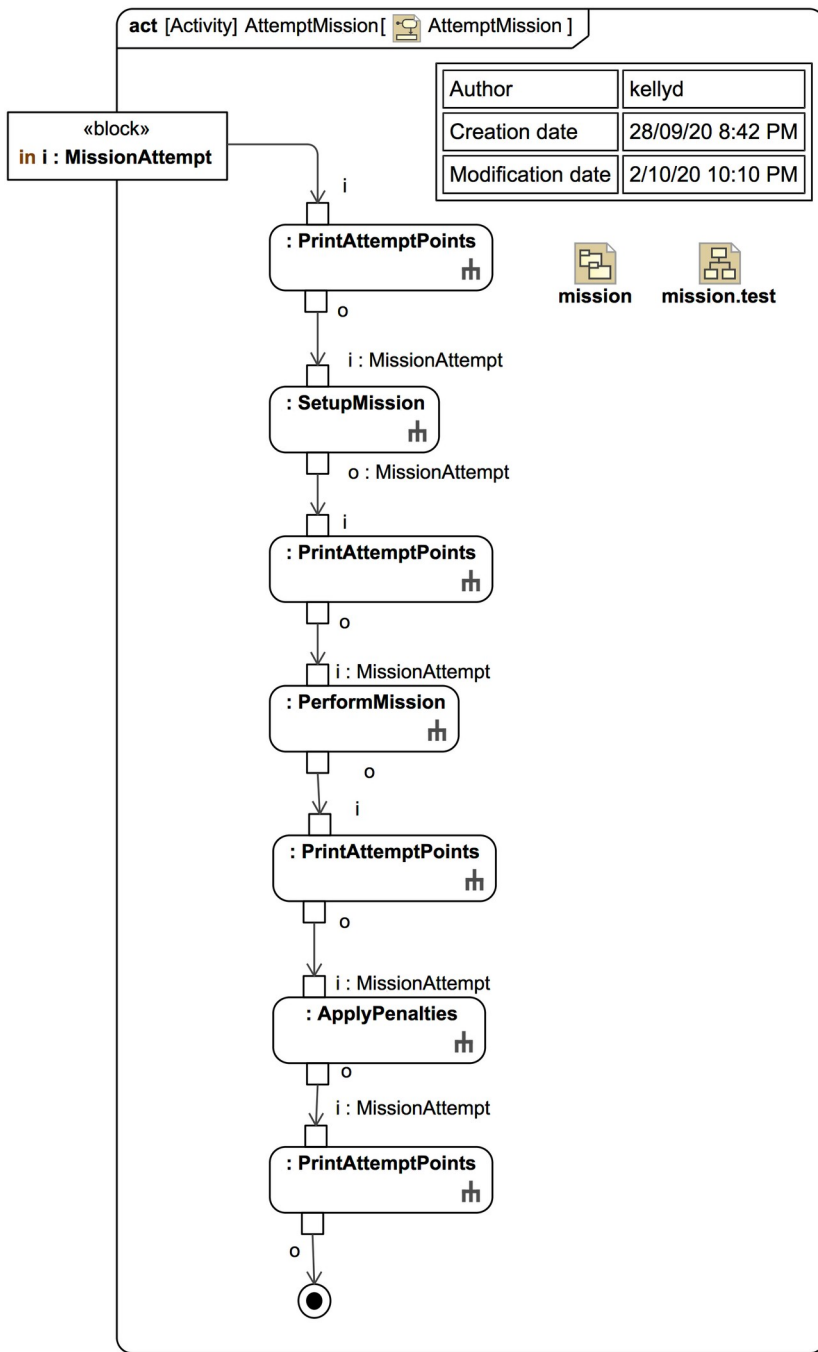 act [Activity] AttemptMission[ AttemptMission ]
Author kellyd
Creation date 28/09/20 8:42 PM
Modification date 2/10/20 10:10 PM
«block»
in i : MissionAttempt
i
: PrintAttemptPoints
mission mission.test
o
i : MissionAttempt
: SetupMission
o : MissionAttempt
i
: PrintAttemptPoints
o
i : MissionAttempt
: PerformMission
o
i
: PrintAttemptPoints
o
i : MissionAttempt
: ApplyPenalties
o
i : MissionAttempt
: PrintAttemptPoints
o